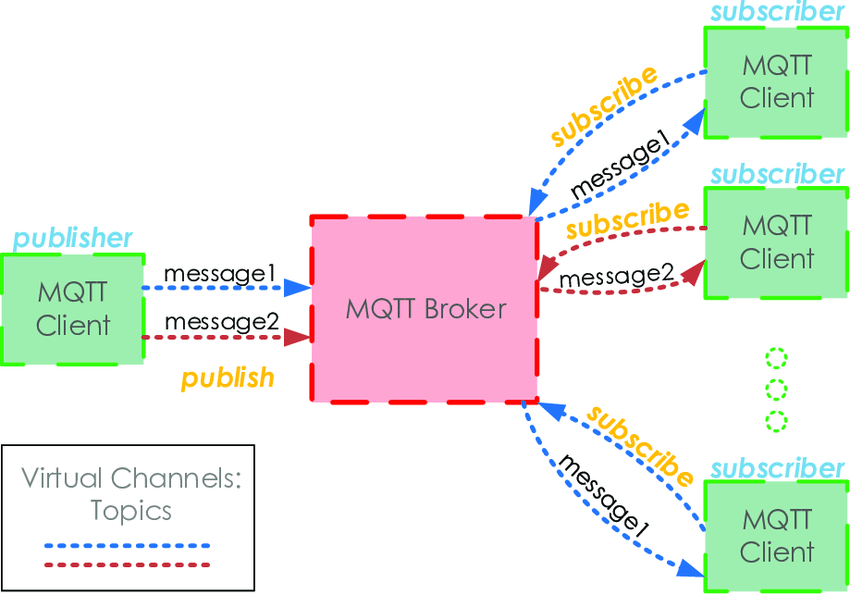 publisher
MQTT
Client
message1
message2
publish
MQTT Broker
subscriber
MQTT
Client
subscribe
message1
subscriber
MQTT
Client
subscribe
message2
subscriber
MQTT
Client
subscribe
message1
Virtual Channels:
Topics